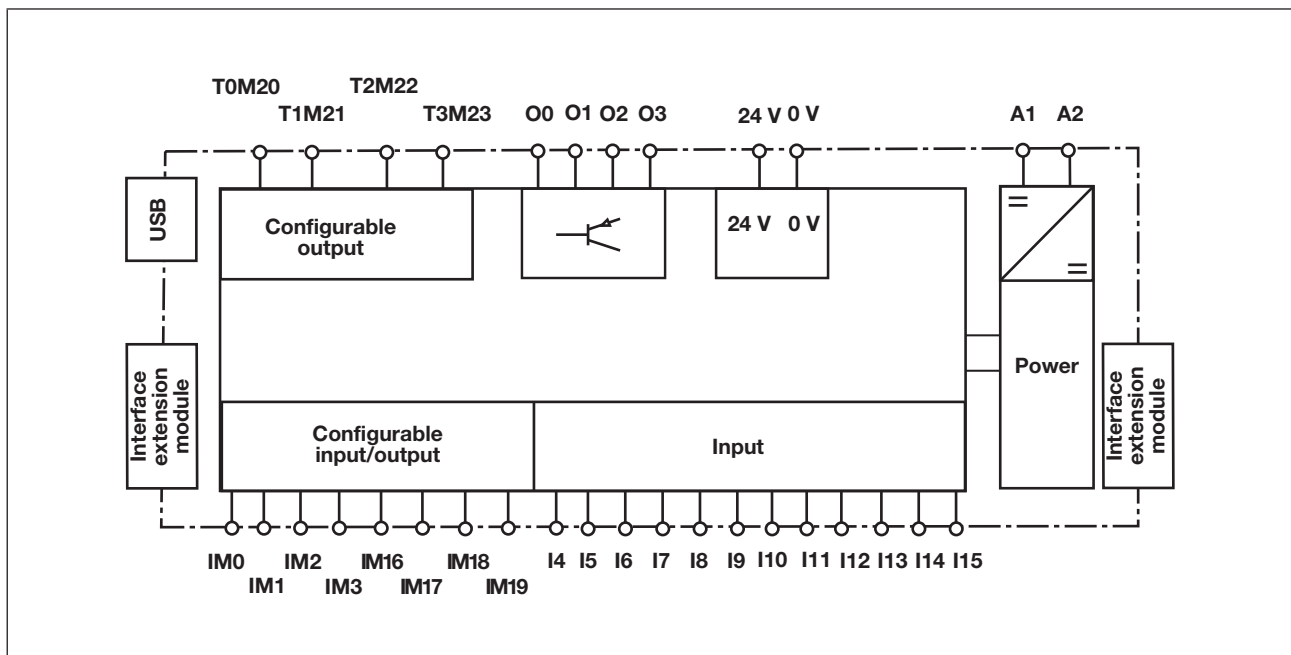 T0M20 T2M22
T1M21 T3M23 O0 O1 O2 O3 24 V 0 V A1 A2
USB
Configurable
output
24 V 0 V
Interface
extension
module
Power
Interface
extension
module
Configurable
input/output
Input
IM0 IM2 IM16 IM18 I4 I5 I6 I7 I8 I9 I10 I11 I12 I13 I14 I15
IM1 IM3 IM17 IM19